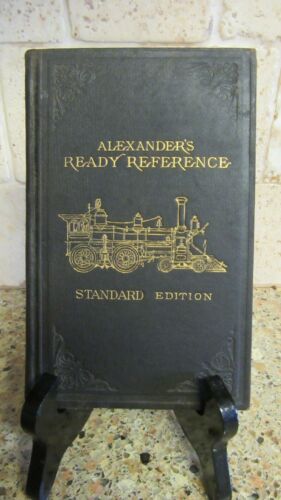 ALEXANDER'S
READY REFERENCE
STANDARD EDITION